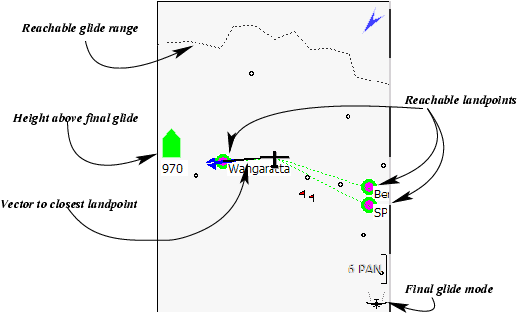 Reachable glide range
Reachable landpoints
Height above final glide
970
Wangaratta
Ber
SP
Vector to closest landpoint
6 PAN
Final glide mode